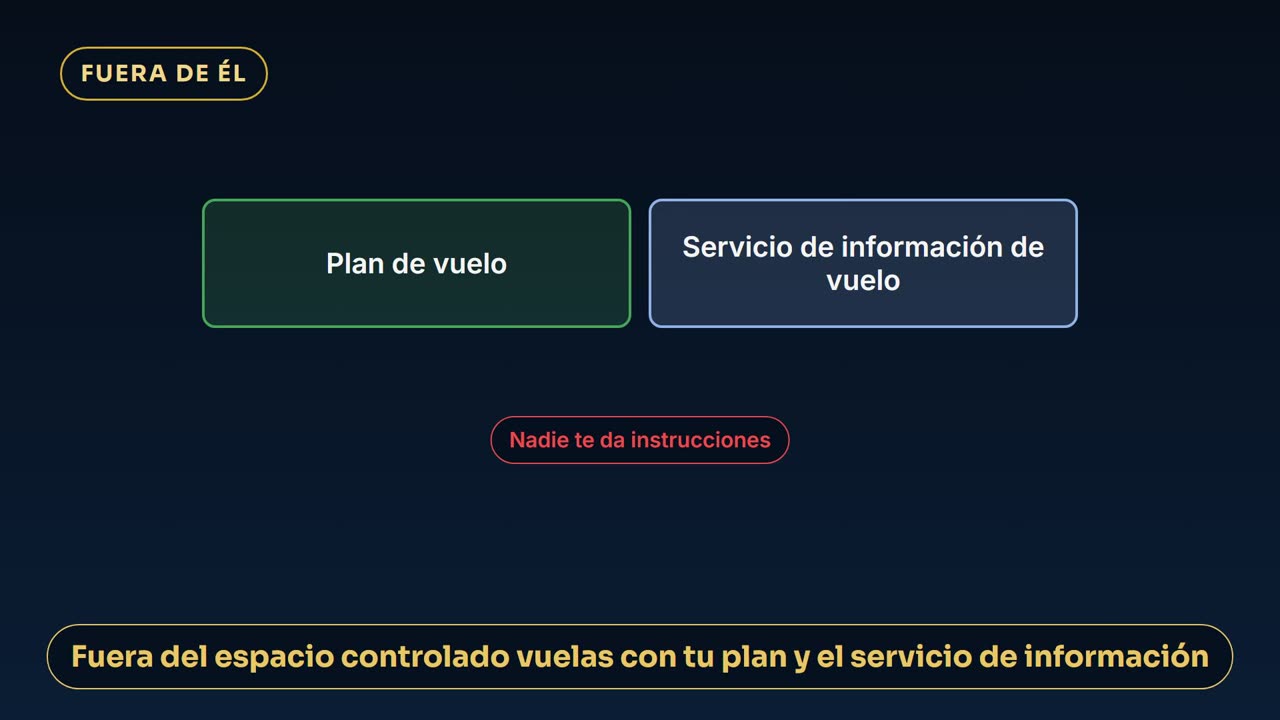 FUERA DE ÉL
Plan de vuelo
Servicio de información de
vuelo
Nadie te da instrucciones
Fuera del espacio controlado vuelas con tu plan y el servicio de información